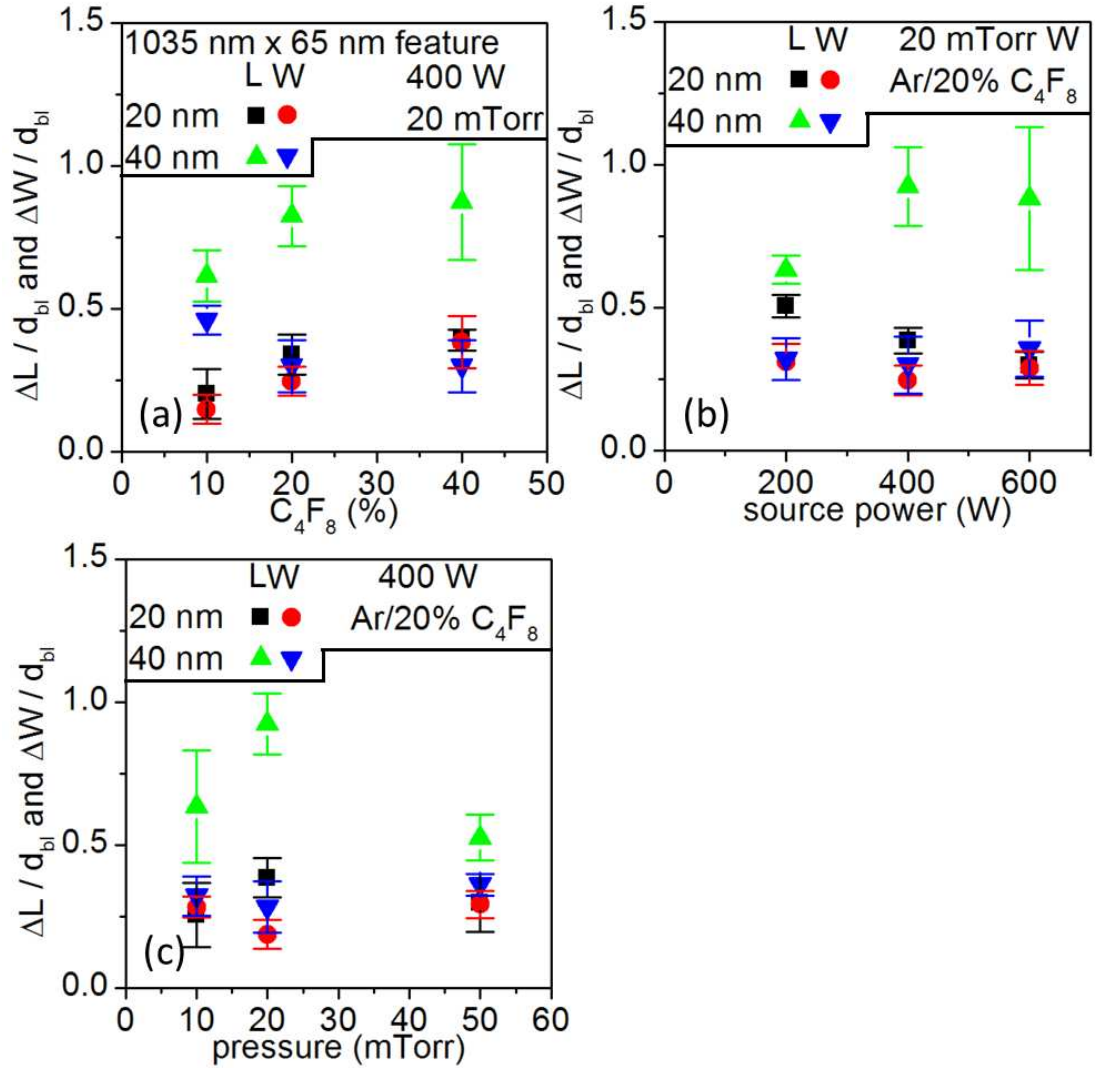 1035 nm x 65 nm feature
L W 400 W
20 nm 20 mTorr
40 nm
1.5
1.0
0.5
0.0
ΔL / d_bl and ΔW / d_bl
(a)
0 10 20 30 40 50
C₄F₈ (%)
L W 20 mTorr W
20 nm Ar/20% C₄F₈
40 nm
1.5
1.0
0.5
0.0
ΔL / d_bl and ΔW / d_bl
(b)
0 200 400 600
source power (W)
LW 400 W
20 nm Ar/20% C₄F₈
40 nm
1.5
1.0
0.5
0.0
ΔL / d_bl and ΔW / d_bl
(c)
0 10 20 30 40 50 60
pressure (mTorr)